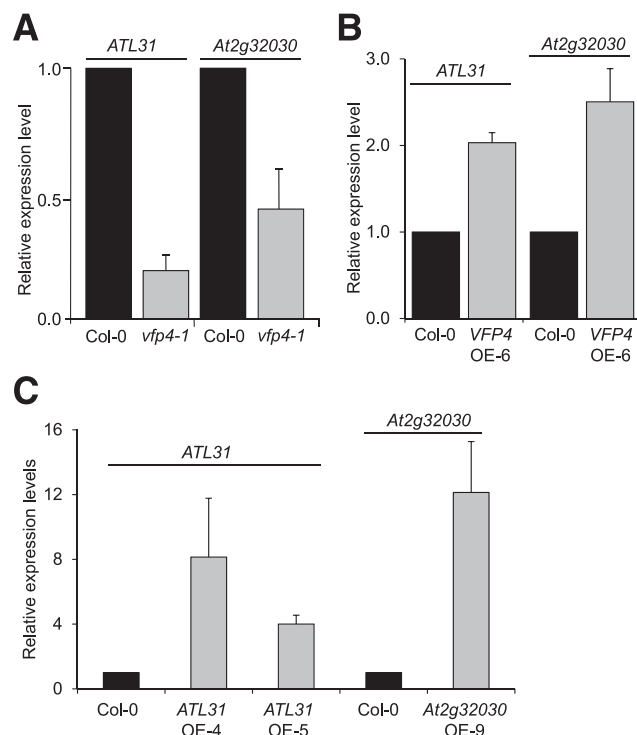 A
ATL31 At2g32030
Relative expression level
1.0
0.5
0.0
Col-0 vfp4-1 Col-0 vfp4-1
B
At2g32030
ATL31
Relative expression level
3.0
2.0
1.0
0.0
Col-0 VFP4 Col-0 VFP4
OE-6 OE-6
C
At2g32030
ATL31
Relative expression levels
16
12
8
4
0
Col-0 ATL31 ATL31 Col-0 At2g32030
OE-4 OE-5 OE-9